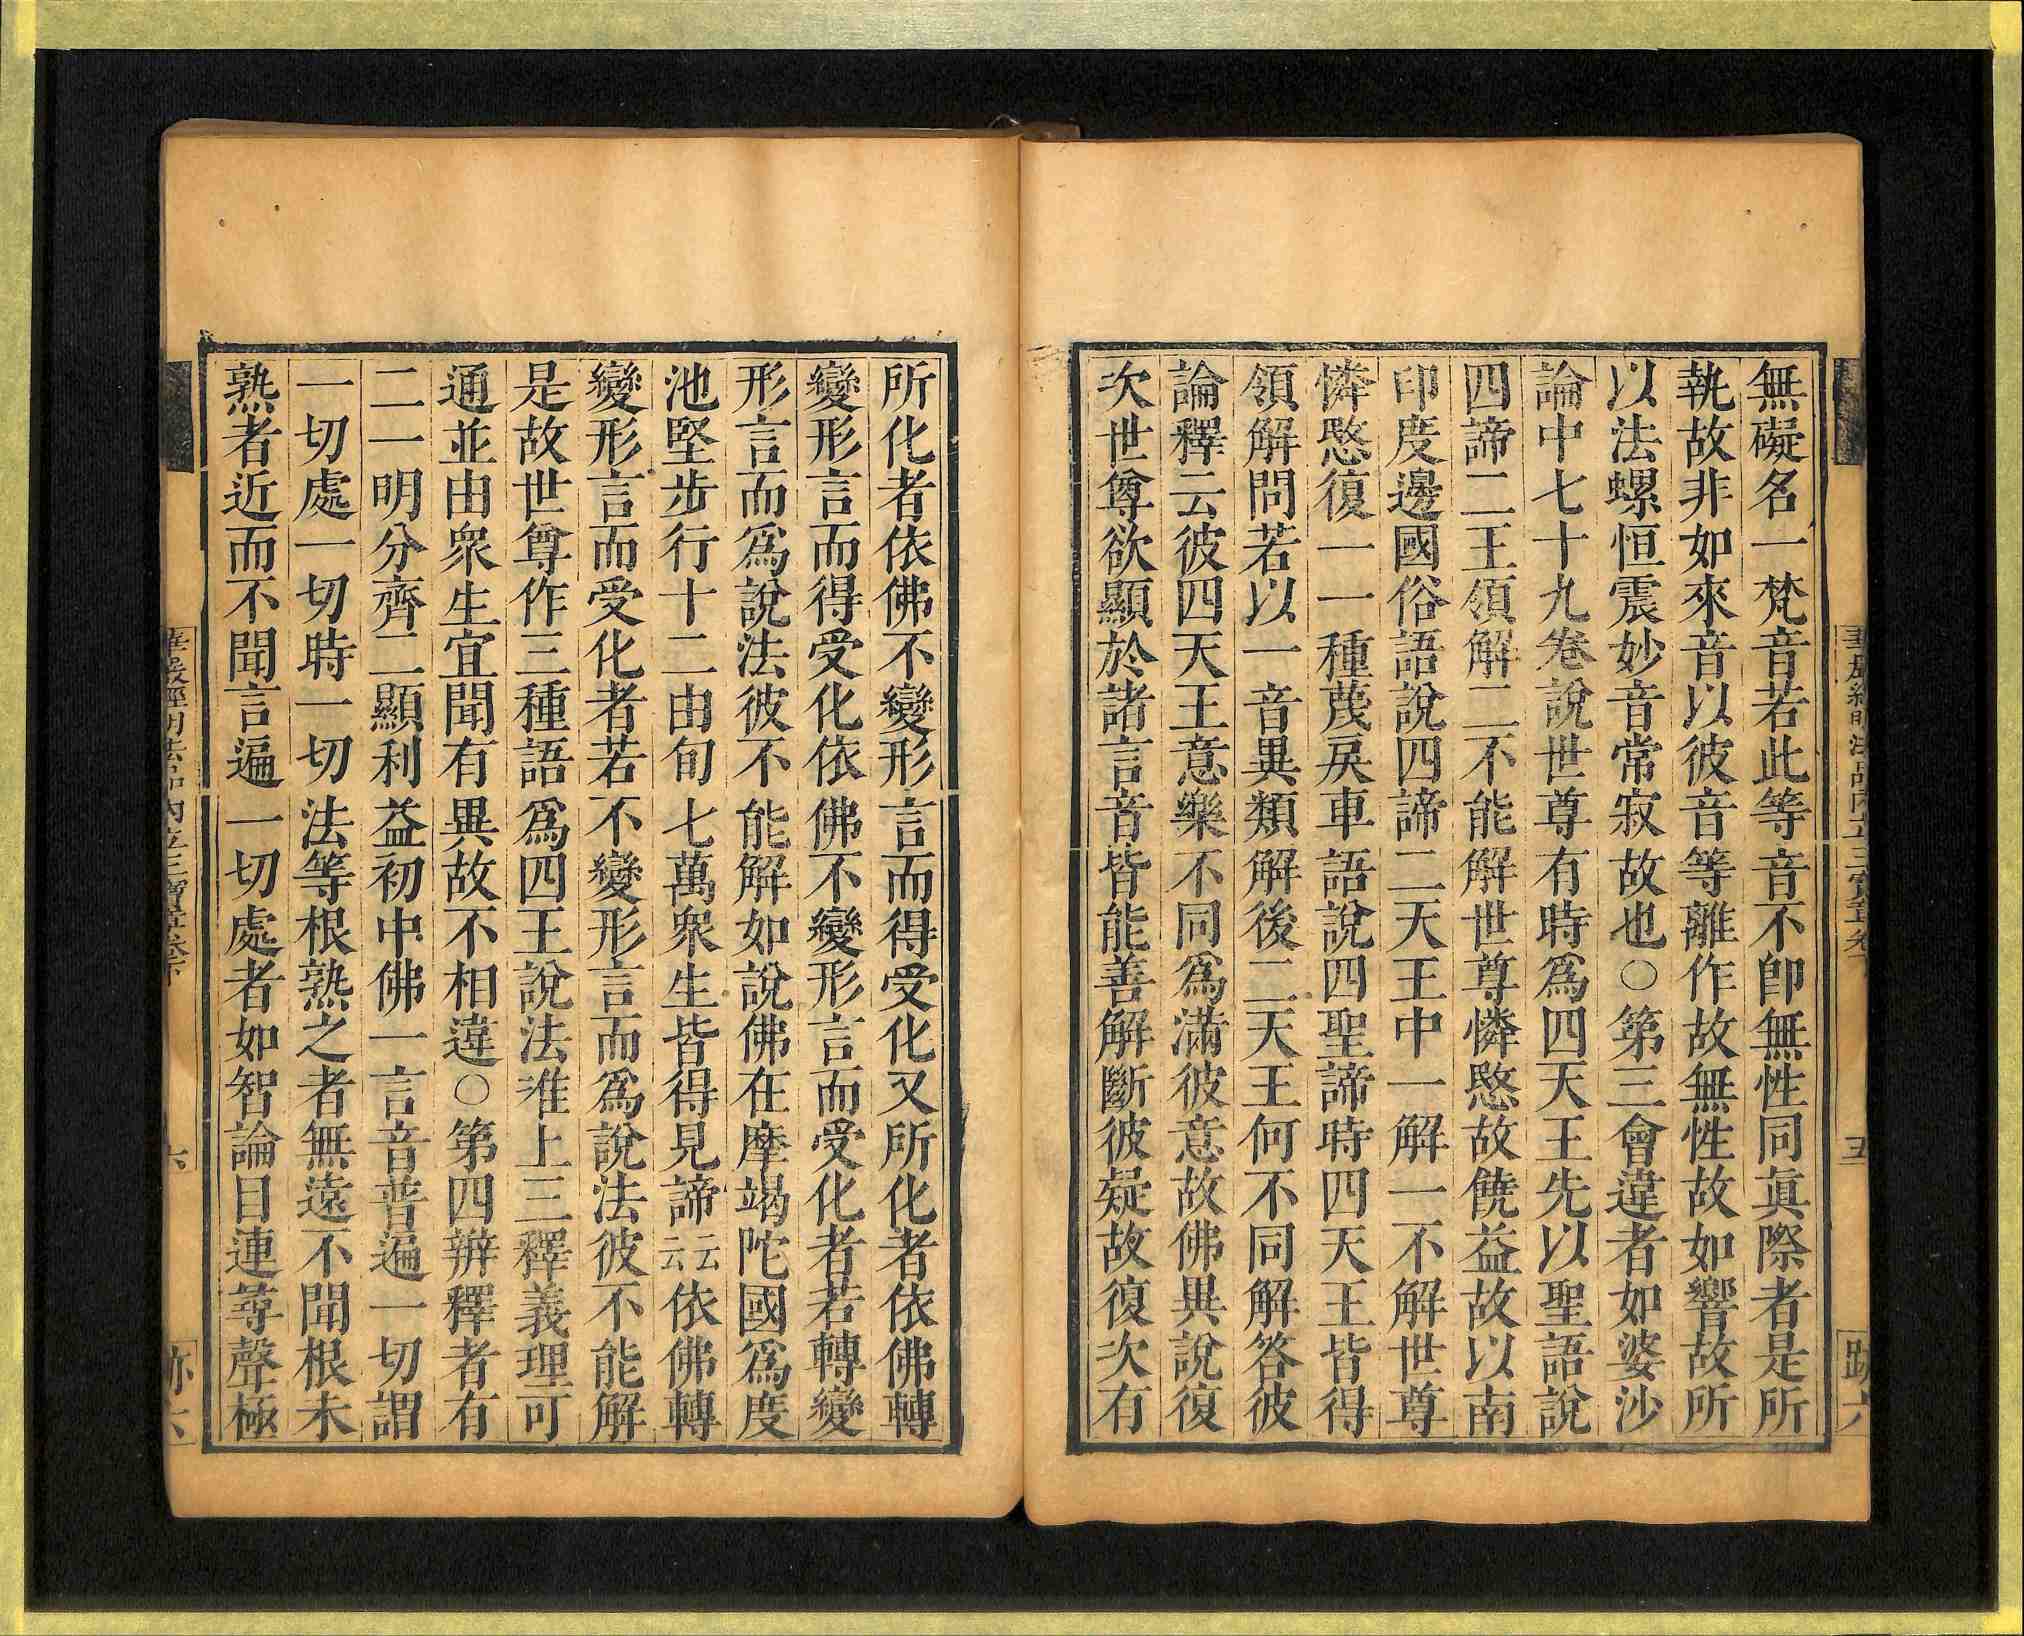 無礙名一梵音若此等音不卽無性同眞際者是所
執故非如來音以彼音等離作故無性故如響故所
以法螺恒震妙音常寂故也○第三會違者如婆沙
論中七十九卷說世尊有時爲四天王先以聖語說
四諦二王領解二不能解世尊憐愍故饒益故以南
印度邊國俗語說四諦二天王中一解一不解世尊
憐愍復一一種蔑戾車語說四聖諦時四天王皆得
領解問若以一音異類解後二天王何不同解答彼
論釋云彼四天王意樂不同爲滿彼意故佛異說復
次世尊欲顯於諸言音皆能善解斷彼疑故復次有
所化者依佛不變形言而得受化又所化者依佛轉
變形言而得受化依佛不變形言而受化者若轉變
形言而爲說法彼不能解如說佛在摩竭陀國爲度
池堅步行十二由旬七萬衆生皆得見諦云云依佛轉
變形言而受化者若不變形言而爲說法彼不能解
是故世尊作三種語爲四王說法准上三釋義理可
通並由衆生宜聞有異故不相違○第四辨釋者有
二一明分齊二顯利益初中佛一言音普遍一切謂
一切處一切時一切法等根熟之者無遠不聞根未
熟者近而不聞言遍一切處者如智論目連尋聲極
華嚴經明法品內立三寶章卷下
六
五